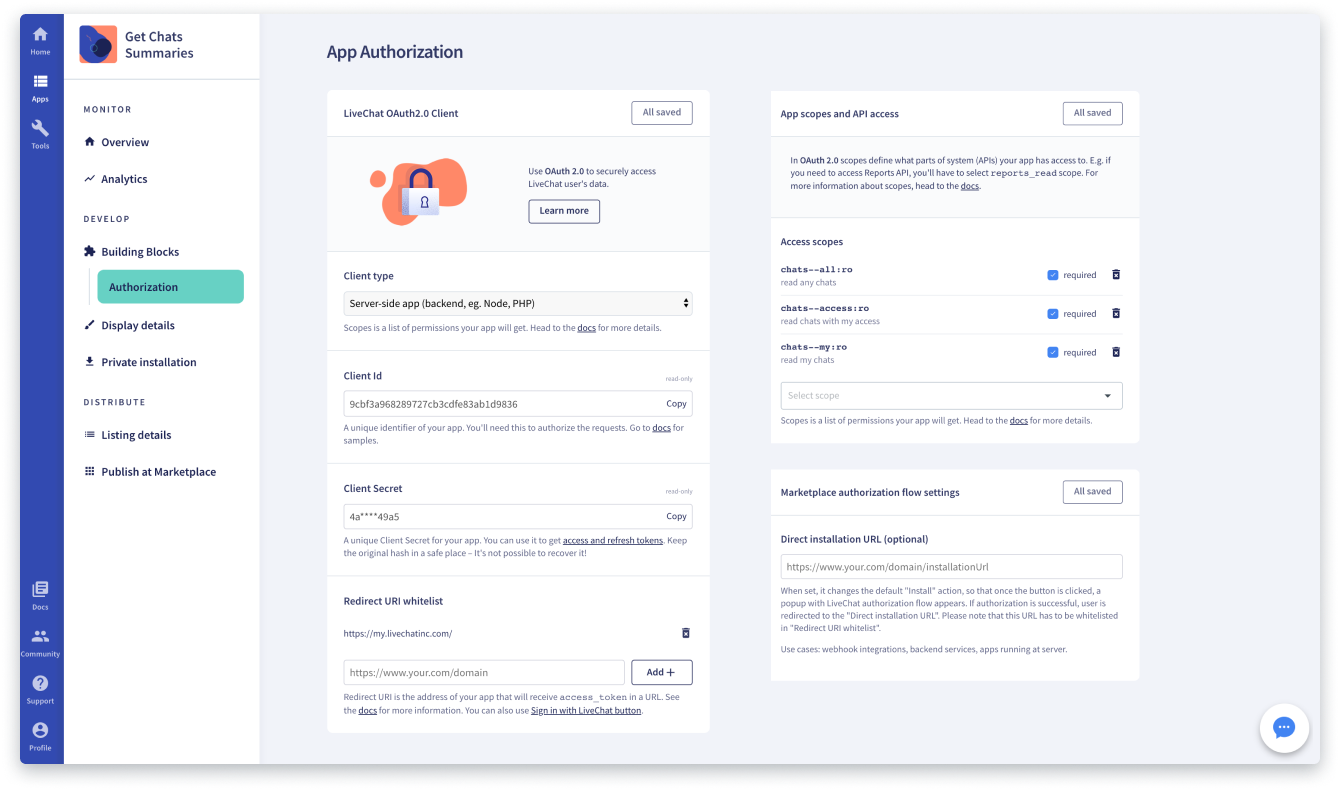 Home
Apps
Tools
Docs
Community
Support
Profile
Get Chats
Summaries
MONITOR
Overview
Analytics
DEVELOP
Building Blocks
Authorization
Display details
Private installation
DISTRIBUTE
Listing details
Publish at Marketplace
App Authorization
LiveChat OAuth2.0 Client
All saved
Use OAuth 2.0 to securely access
LiveChat user's data.
Learn more
Client type
Server-side app (backend, eg. Node, PHP)
Scopes is a list of permissions your app will get. Head to the docs for more details.
Client Id
read-only
9cbf3a968289727cb3cdfe83ab1d9836
Copy
A unique identifier of your app. You'll need this to authorize the requests. Go to docs for
samples.
Client Secret
read-only
4a****49a5
Copy
A unique Client Secret for your app. You can use it to get access and refresh tokens. Keep
the original hash in a safe place – It's not possible to recover it!
Redirect URI whitelist
https://my.livechatinc.com/
https://www.your.com/domain
Add +
Redirect URI is the address of your app that will receive access_token in a URL. See
the docs for more information. You can also use Sign in with LiveChat button.
App scopes and API access
All saved
In OAuth 2.0 scopes define what parts of system (APIs) your app has access to. E.g. if
you need to access Reports API, you'll have to select reports_read scope. For
more information about scopes, head to the docs.
Access scopes
chats--all:ro
read any chats
required
chats--access:ro
read chats with my access
required
chats--my:ro
read my chats
required
Select scope
Scopes is a list of permissions your app will get. Head to the docs for more details.
Marketplace authorization flow settings
All saved
Direct installation URL (optional)
https://www.your.com/domain/installationUrl
When set, it changes the default "Install" action, so that once the button is clicked, a
popup with LiveChat authorization flow appears. If authorization is successful, user is
redirected to the "Direct installation URL". Please note that this URL has to be whitelisted
in "Redirect URI whitelist".
Use cases: webhook integrations, backend services, apps running at server.